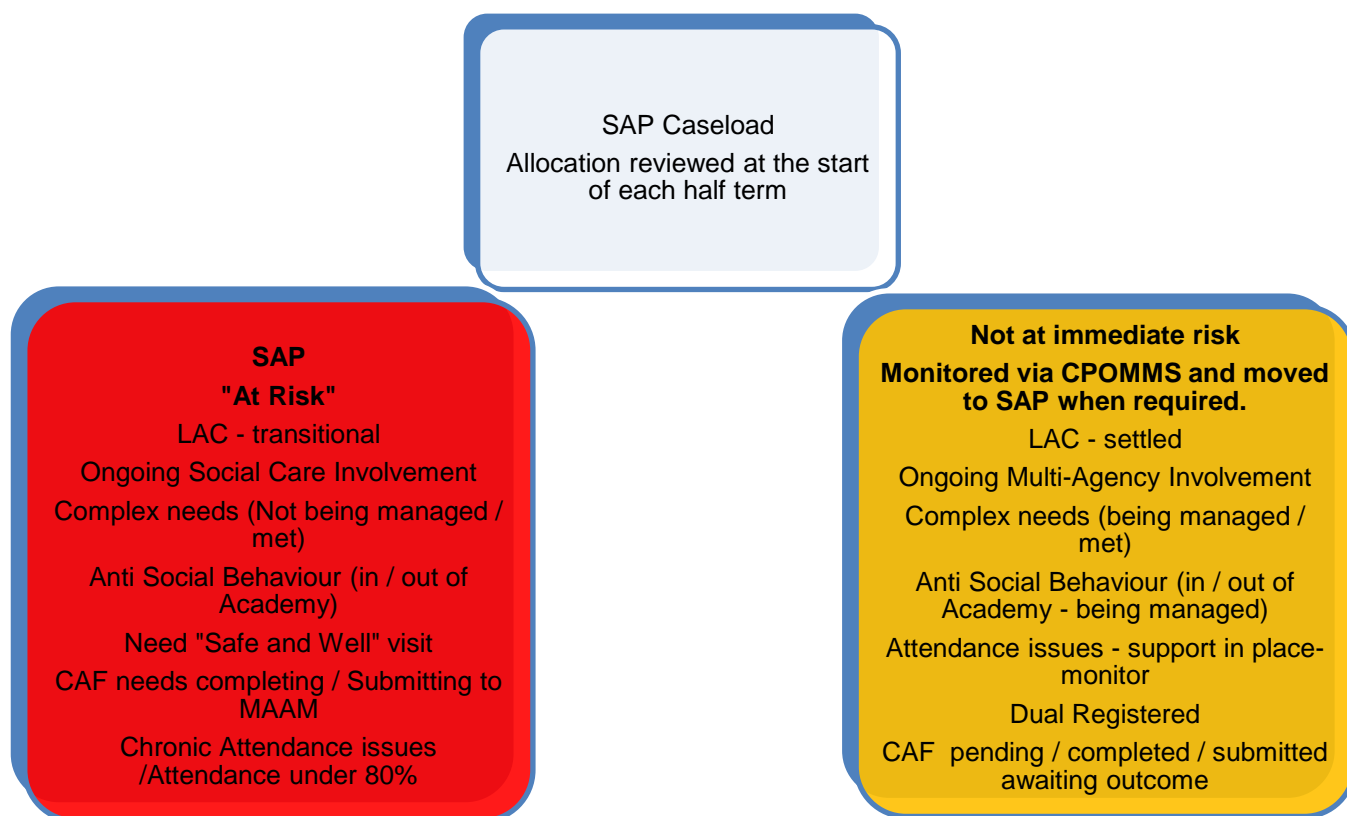 SAP Caseload
Allocation reviewed at the start
of each half term
SAP
"At Risk"
LAC - transitional
Ongoing Social Care Involvement
Complex needs (Not being managed /
met)
Anti Social Behaviour (in / out of
Academy)
Need "Safe and Well" visit
CAF needs completing / Submitting to
MAAM
Chronic Attendance issues
/Attendance under 80%
Not at immediate risk
Monitored via CPOMMS and moved
to SAP when required.
LAC - settled
Ongoing Multi-Agency Involvement
Complex needs (being managed /
met)
Anti Social Behaviour (in / out of
Academy - being managed)
Attendance issues - support in place-
monitor
Dual Registered
CAF  pending / completed / submitted
awaiting outcome